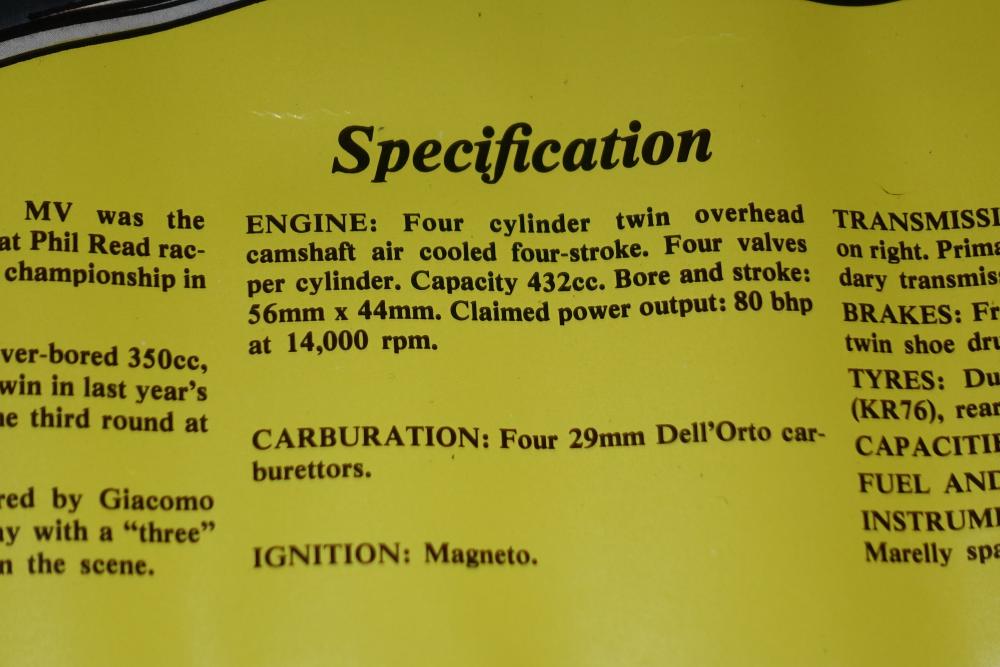 Specification
MV was the
at Phil Read rac-
championship in
ver-bored 350cc,
win in last year's
third round at
by Giacomo
with a “three”
the scene.
ENGINE: Four cylinder twin overhead
camshaft air cooled four-stroke. Four valves
per cylinder. Capacity 432cc. Bore and stroke:
56mm x 44mm. Claimed power output: 80 bhp
at 14,000 rpm.
CARBURATION: Four 29mm Dell'Orto car-
burettors.
IGNITION: Magneto.
TRANSMISSI
on right. Prima
dary transmis
BRAKES: Fr
twin shoe dru
TYRES: Du
(KR76), rear
CAPACITIE
FUEL AND
INSTRUME
Marelly spa